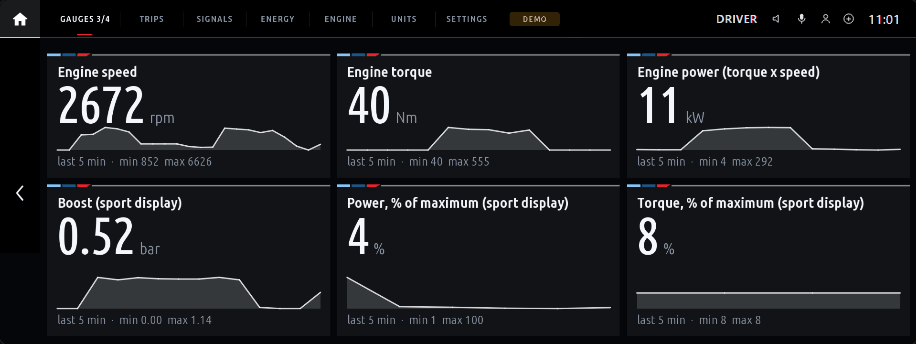 GAUGES 3/4 TRIPS SIGNALS ENERGY ENGINE UNITS SETTINGS DEMO DRIVER 11:01
Engine speed
2672 rpm
last 5 min · min 852 max 6626
Engine torque
40 Nm
last 5 min · min 40 max 555
Engine power (torque x speed)
11 kW
last 5 min · min 4 max 292
Boost (sport display)
0.52 bar
last 5 min · min 0.00 max 1.14
Power, % of maximum (sport display)
4 %
last 5 min · min 1 max 100
Torque, % of maximum (sport display)
8 %
last 5 min · min 8 max 8